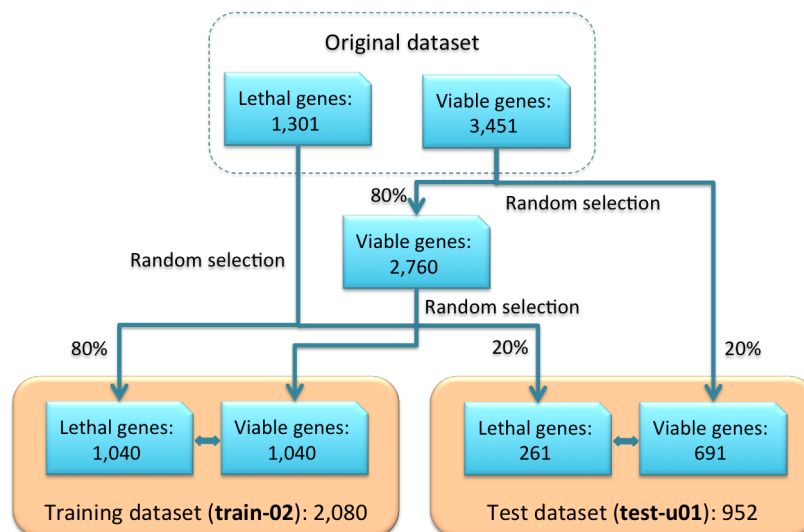 Original dataset
Lethal genes:
1,301
Viable genes:
3,451
80%
Random selection
Viable genes:
2,760
Random selection
Random selection
80%
20%
20%
Lethal genes:
1,040
Viable genes:
1,040
Lethal genes:
261
Viable genes:
691
Training dataset (train-02): 2,080
Test dataset (test-u01): 952